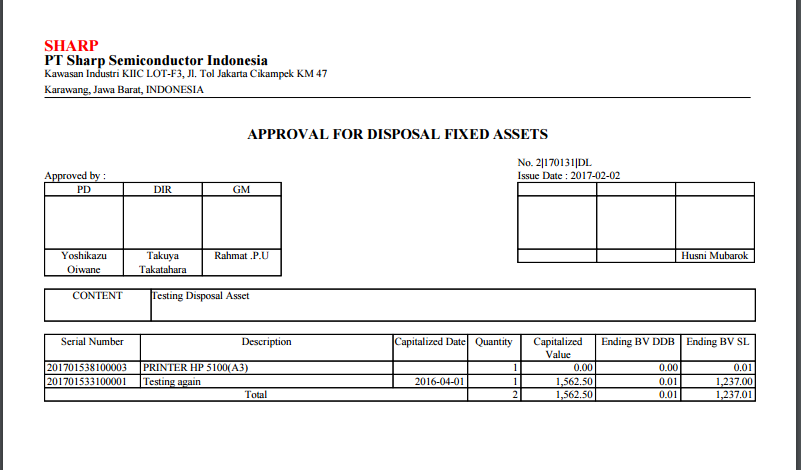 SHARP
PT Sharp Semiconductor Indonesia
Kawasan Industri KIIC LOT-F3, Jl. Tol Jakarta Cikampek KM 47
Karawang, Jawa Barat, INDONESIA
APPROVAL FOR DISPOSAL FIXED ASSETS
No. 2|170131|DL
Approved by : Issue Date : 2017-02-02
PD DIR GM
Yoshikazu Takuya Rahmat .P.U Husni Mubarok
Oiwane Takatahara
CONTENT Testing Disposal Asset
Serial Number Description Capitalized Date Quantity Capitalized Ending BV DDB Ending BV SL
Value
201701538100003 PRINTER HP 5100(A3) 1 0.00 0.00 0.01
201701533100001 Testing again 2016-04-01 1 1,562.50 0.01 1,237.00
Total 2 1,562.50 0.01 1,237.01